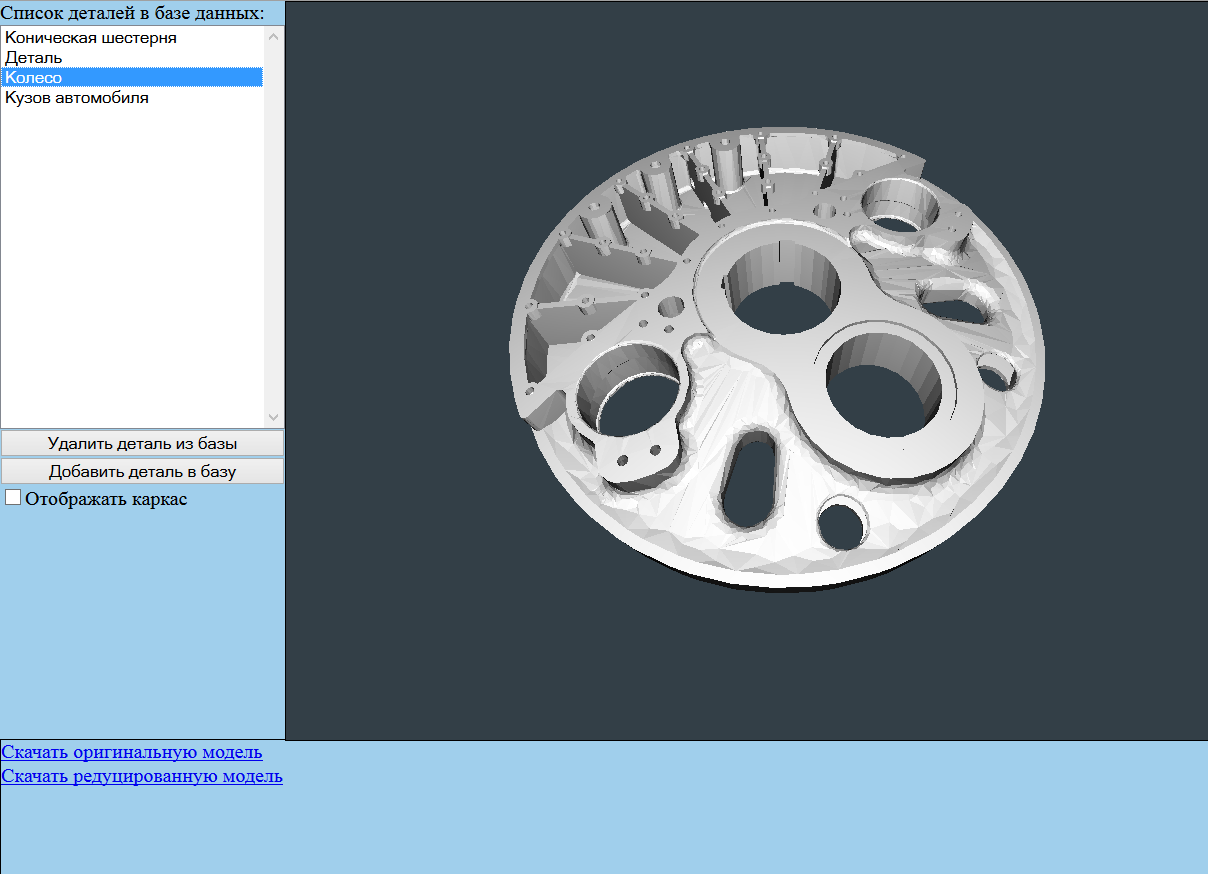 Список деталей в базе данных:
Коническая шестерня
Деталь
Колесо
Кузов автомобиля
Удалить деталь из базы
Добавить деталь в базу
Отображать каркас
Скачать оригинальную модель
Скачать редуцированную модель